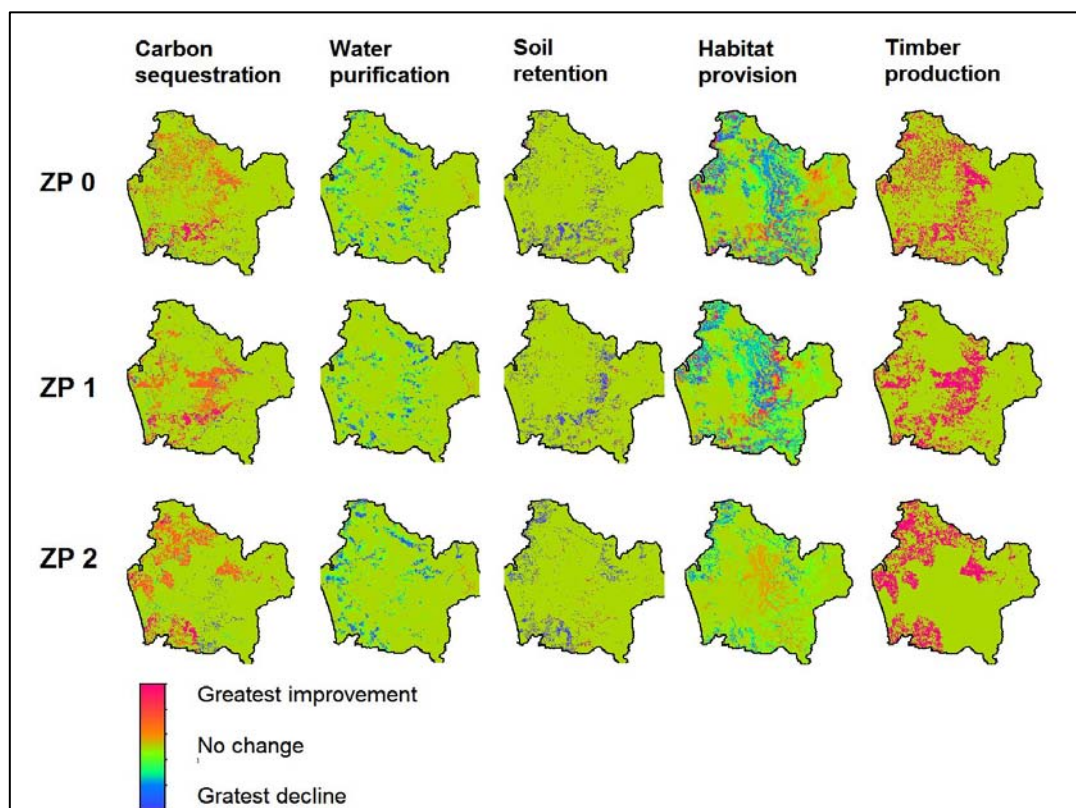 Carbon sequestration
Water purification
Soil retention
Habitat provision
Timber production
ZP 0
ZP 1
ZP 2
Greatest improvement
No change
Gratest decline